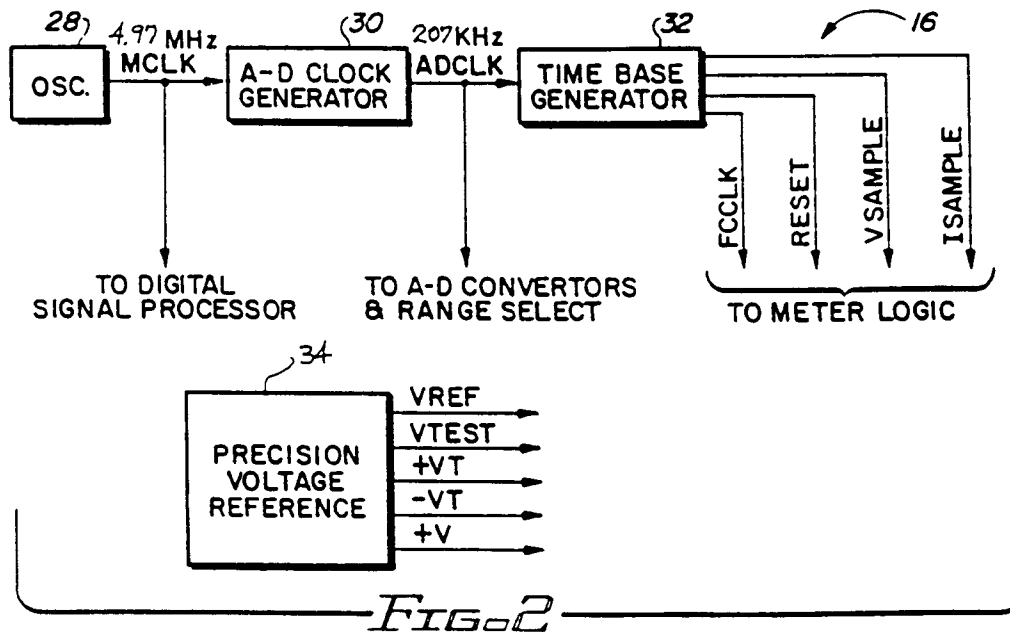 28
4.97 MHz
MCLK
30
207KHz
ADCLK
32
16
OSC.
A-D CLOCK
GENERATOR
TIME BASE
GENERATOR
FCCLK
RESET
VSAMPLE
ISAMPLE
TO DIGITAL
SIGNAL PROCESSOR
TO A-D CONVERTORS
& RANGE SELECT
TO METER LOGIC
34
PRECISION
VOLTAGE
REFERENCE
VREF
VTEST
+VT
-VT
+V
FIG. 2